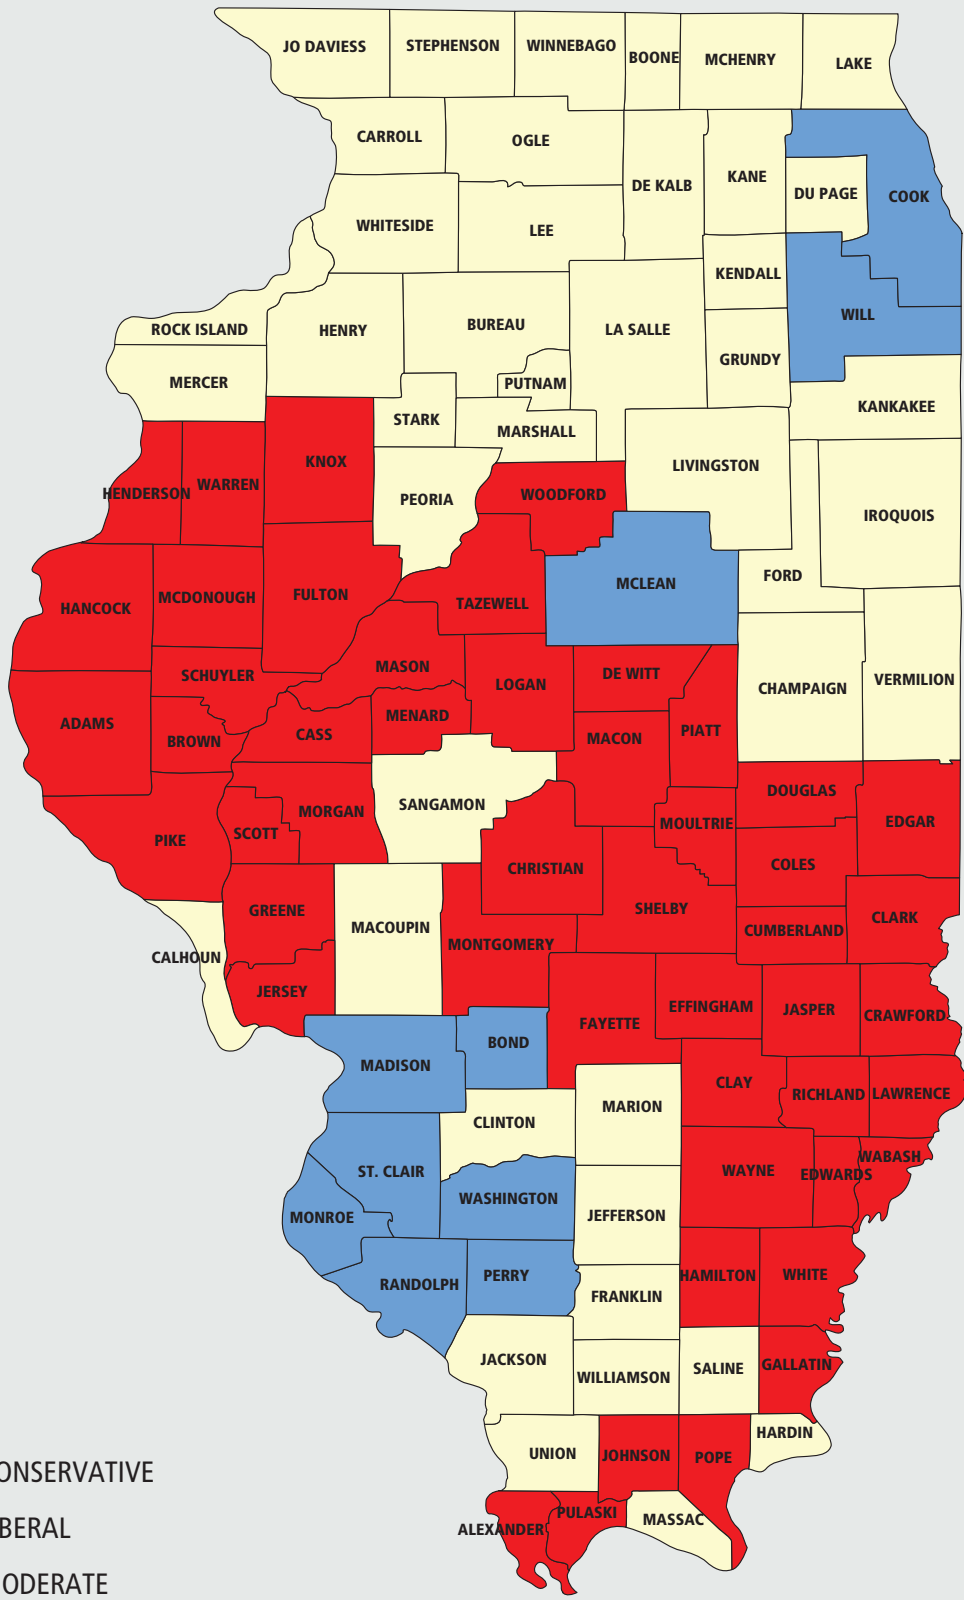 JO DAVIESS
STEPHENSON
WINNEBAGO
BOONE
MCHENRY
LAKE
CARROLL
OGLE
DE KALB
KANE
DU PAGE
COOK
WHITESIDE
LEE
KENDALL
ROCK ISLAND
HENRY
BUREAU
LA SALLE
WILL
GRUNDY
MERCER
PUTNAM
STARK
MARSHALL
KANKAKEE
KNOX
LIVINGSTON
HENDERSON
WARREN
PEORIA
WOODFORD
IROQUOIS
HANCOCK
MCDONOUGH
FULTON
TAZEWELL
MCLEAN
FORD
SCHUYLER
MASON
LOGAN
DE WITT
CHAMPAIGN
VERMILION
ADAMS
BROWN
CASS
MENARD
MACON
PIATT
PIKE
SCOTT
MORGAN
SANGAMON
MOULTRIE
DOUGLAS
EDGAR
CHRISTIAN
COLES
GREENE
MACOUPIN
MONTGOMERY
SHELBY
CUMBERLAND
CLARK
CALHOUN
JERSEY
FAYETTE
EFFINGHAM
JASPER
CRAWFORD
MADISON
BOND
CLAY
RICHLAND
LAWRENCE
CLINTON
MARION
ST. CLAIR
WASHINGTON
WAYNE
EDWARDS
WABASH
MONROE
JEFFERSON
RANDOLPH
PERRY
HAMILTON
WHITE
FRANKLIN
JACKSON
WILLIAMSON
SALINE
GALLATIN
UNION
JOHNSON
POPE
HARDIN
ALEXANDER
PULASKI
MASSAC
ONSERVATIVE
BERAL
ODERATE